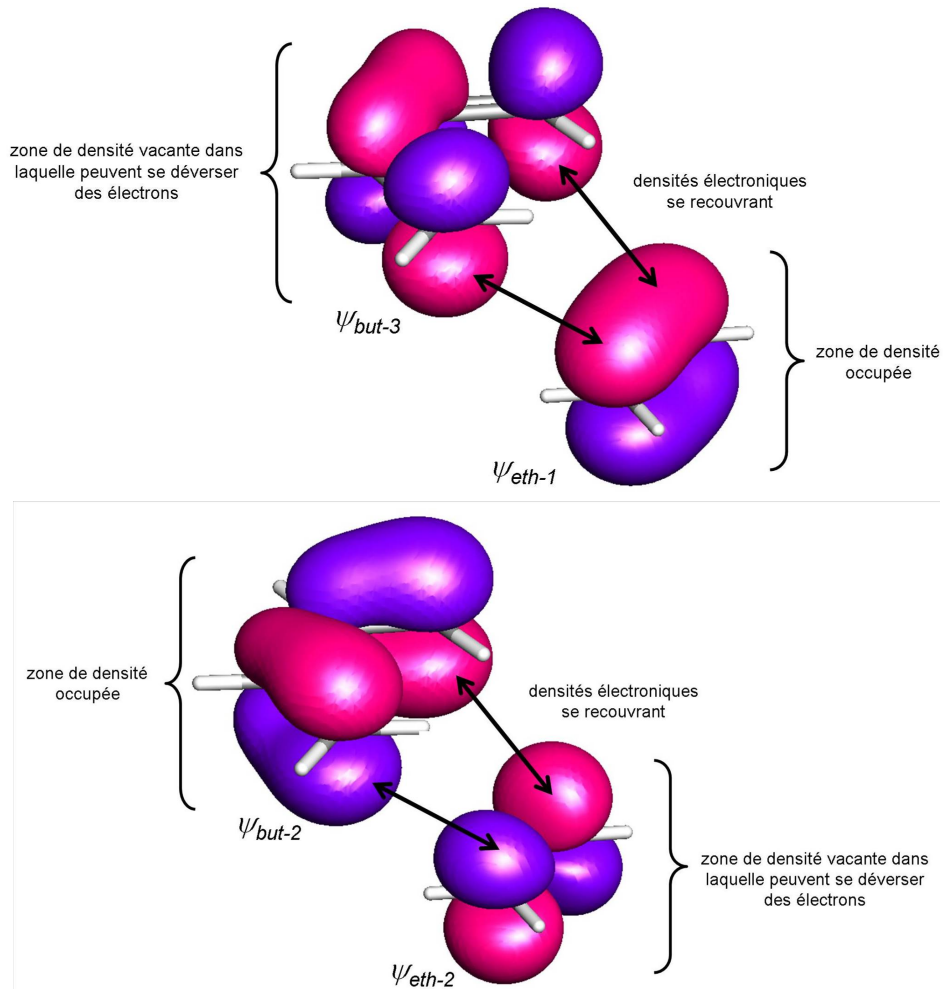 zone de densité vacante dans
laquelle peuvent se déverser
des électrons
densités électroniques
se recouvrant
ψbut-3
zone de densité
occupée
ψeth-1
zone de densité
occupée
densités électroniques
se recouvrant
ψbut-2
zone de densité vacante dans
laquelle peuvent se déverser
des électrons
ψeth-2